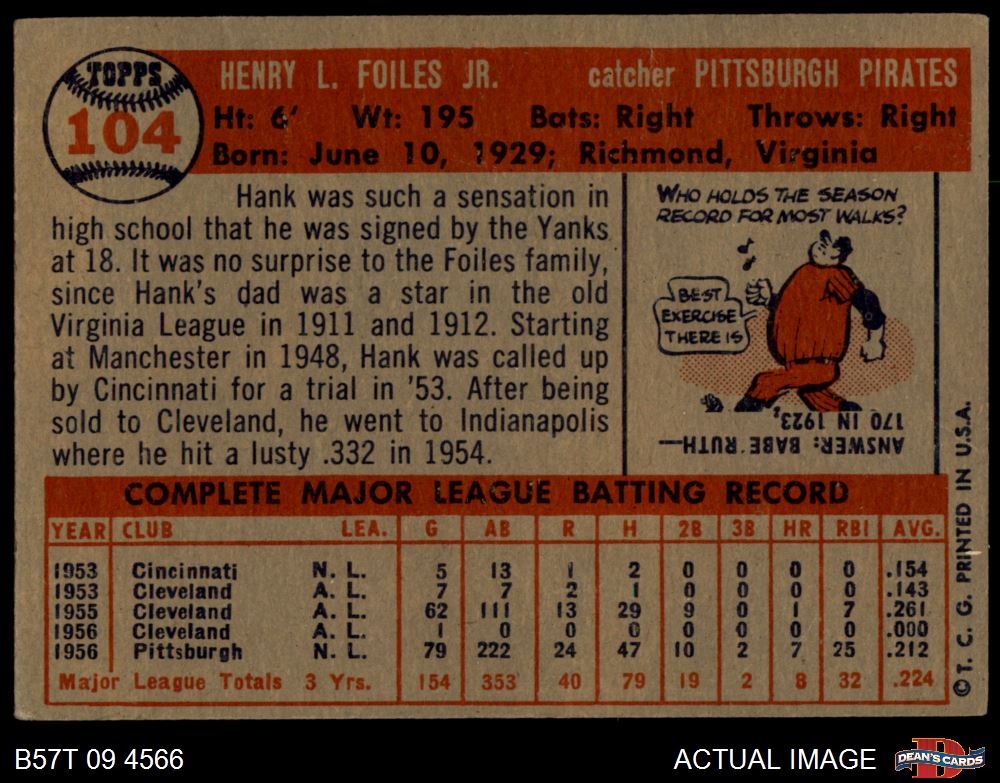 TOPPS
104
HENRY L. FOILES JR. catcher PITTSBURGH PIRATES
Ht: 6' Wt: 195 Bats: Right Throws: Right
Born: June 10, 1929; Richmond, Virginia
Hank was such a sensation in
high school that he was signed by the Yanks
at 18. It was no surprise to the Foiles family,
since Hank's dad was a star in the old
Virginia League in 1911 and 1912. Starting
at Manchester in 1948, Hank was called up
by Cincinnati for a trial in '53. After being
sold to Cleveland, he went to Indianapolis
where he hit a lusty .332 in 1954.
WHO HOLDS THE SEASON
RECORD FOR MOST WALKS?
BEST
EXERCISE
THERE IS
ANSWER: BABE RUTH—
170 IN 1923.
COMPLETE MAJOR LEAGUE BATTING RECORD
YEAR CLUB LEA. G AB R H 2B 3B HR RBI AVG.
1953 Cincinnati N. L. 5 13 1 2 0 0 0 0 .154
1953 Cleveland A. L. 7 7 2 1 0 0 0 0 .143
1955 Cleveland A. L. 62 111 13 29 9 0 1 7 .261
1956 Cleveland A. L. 1 0 0 0 0 0 0 0 .000
1956 Pittsburgh N. L. 79 222 24 47 10 2 7 25 .212
Major League Totals 3 Yrs. 154 353 40 79 19 2 8 32 .224
© T. C. G. PRINTED IN U.S.A.
B57T 09 4566
ACTUAL IMAGE
D
DEAN'S CARDS